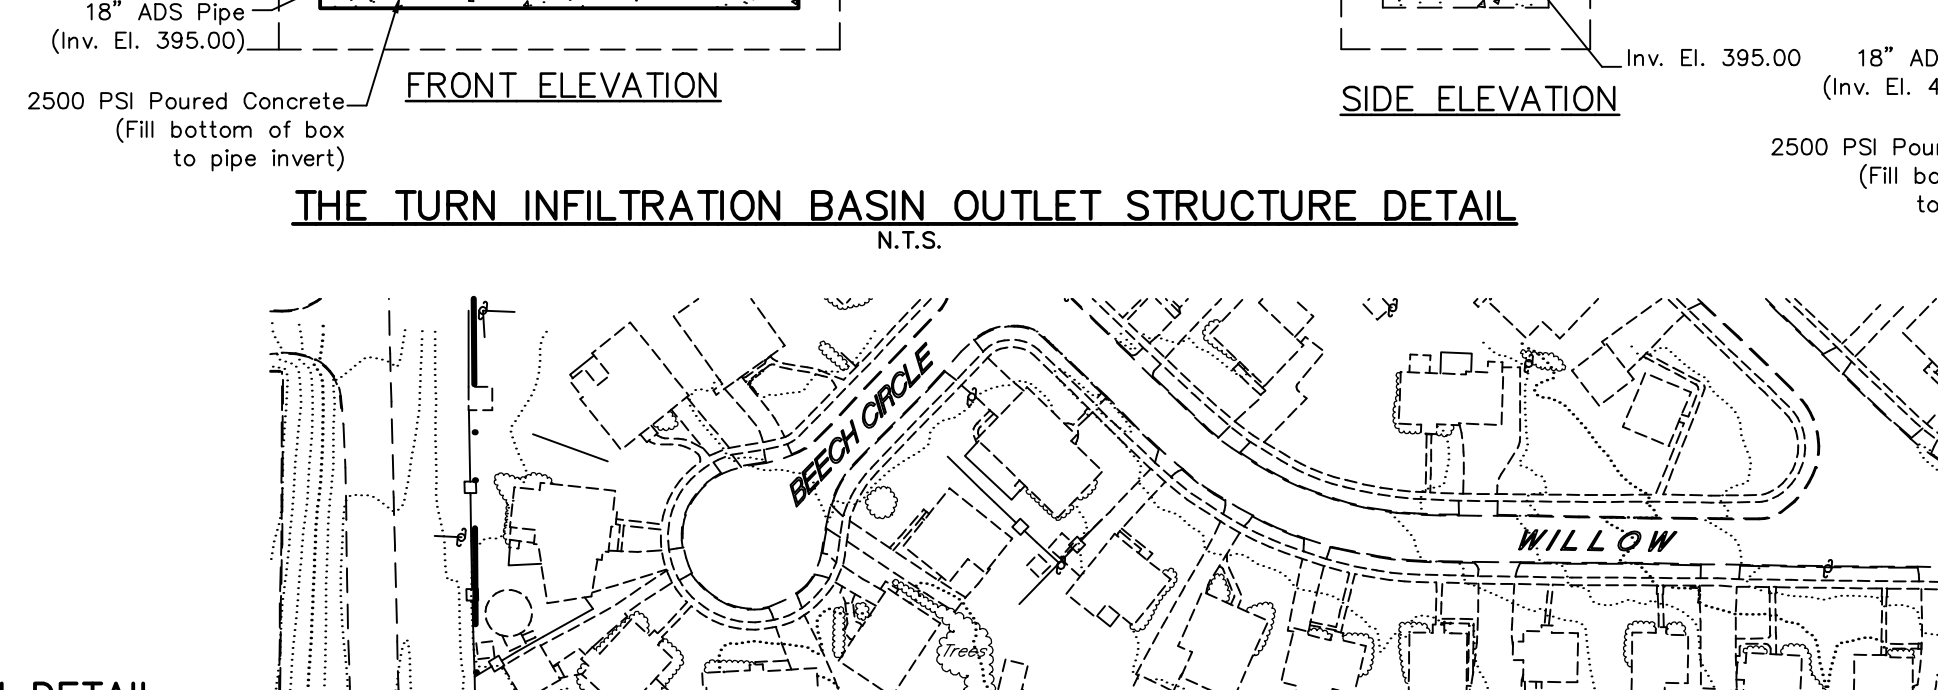 18” ADS Pipe
(Inv. El. 395.00)
2500 PSI Poured Concrete
(Fill bottom of box
to pipe invert)
FRONT ELEVATION
SIDE ELEVATION
Inv. El. 395.00
18” AD
(Inv. El. 4
2500 PSI Pour
(Fill bo
to
THE TURN INFILTRATION BASIN OUTLET STRUCTURE DETAIL
N.T.S.
BEECH CIRCLE
WILLOW
Trees
DETAIL